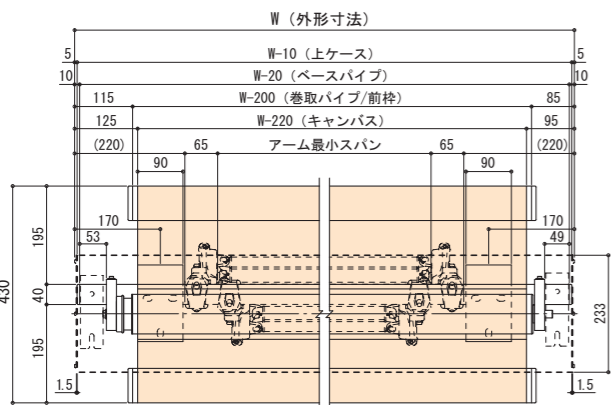 W (外形寸法)
5 W-10 (上ケース) 5
10 W-20 (ベースパイプ) 10
115 W-200 (巻取パイプ/前枠) 85
125 W-220 (キャンバス) 95
(220) 65 アーム最小スパン 65 (220)
90 90
170 170
53 49
430
195
40
195
233
1.5 1.5